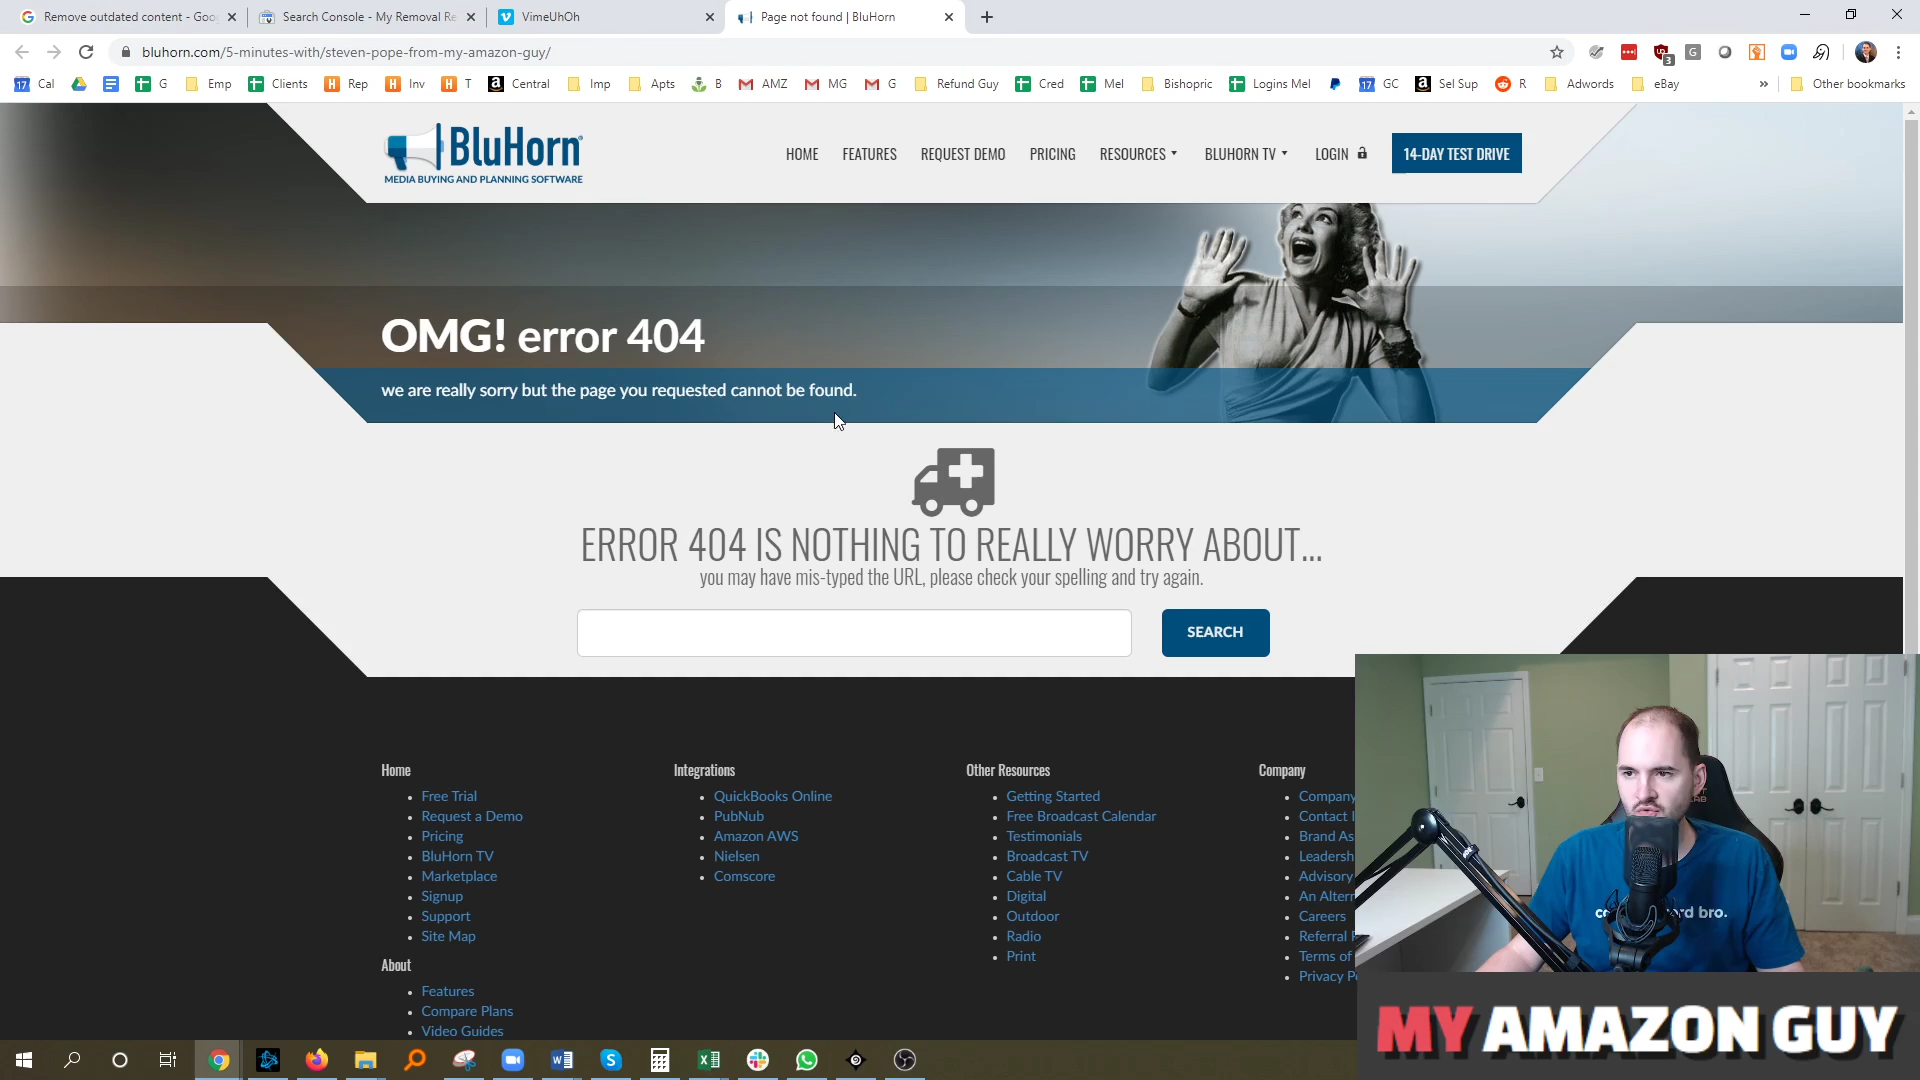 Remove outdated content - Goo
Search Console - My Removal Re
VimeUhOh
Page not found | BluHorn
bluhorn.com/5-minutes-with/steven-pope-from-my-amazon-guy/
Cal G Emp Clients Rep Inv T Central Imp Apts B AMZ MG G Refund Guy Cred Mel Bishopric Logins Mel GC Sel Sup R Adwords eBay » Other bookmarks
BluHorn
MEDIA BUYING AND PLANNING SOFTWARE
HOME FEATURES REQUEST DEMO PRICING RESOURCES BLUHORN TV LOGIN 14-DAY TEST DRIVE
OMG! error 404
we are really sorry but the page you requested cannot be found.
ERROR 404 IS NOTHING TO REALLY WORRY ABOUT...
you may have mis-typed the URL, please check your spelling and try again.
SEARCH
Home
Free Trial
Request a Demo
Pricing
BluHorn TV
Marketplace
Signup
Support
Site Map
About
Features
Compare Plans
Video Guides
Integrations
QuickBooks Online
PubNub
Amazon AWS
Nielsen
Comscore
Other Resources
Getting Started
Free Broadcast Calendar
Testimonials
Broadcast TV
Cable TV
Digital
Outdoor
Radio
Print
Company
Company
Contact
Brand As
Leadersh
Advisory
An Altern
Careers
Referral
Terms of
Privacy
MY AMAZON GUY